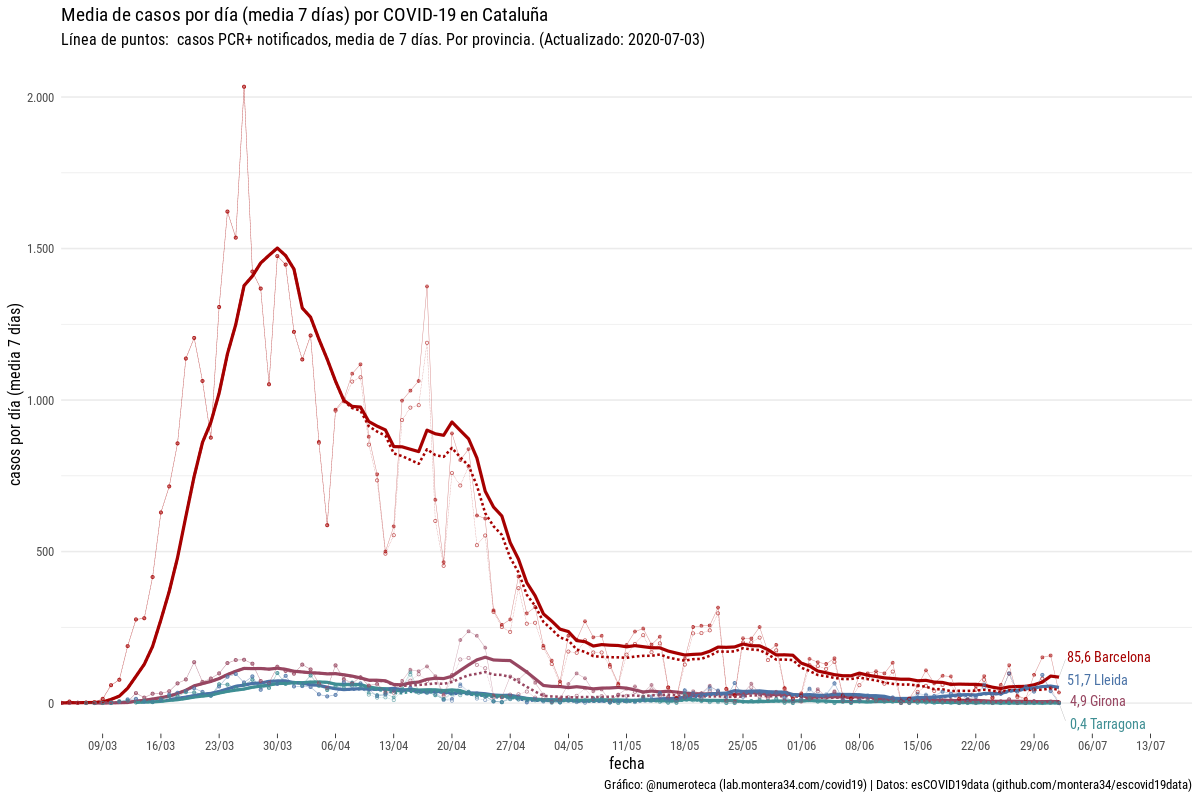 Media de casos por día (media 7 días) por COVID-19 en Cataluña
Línea de puntos: casos PCR+ notificados, media de 7 días. Por provincia. (Actualizado: 2020-07-03)
casos por día (media 7 días)
2.000
1.500
1.000
500
0
85,6 Barcelona
51,7 Lleida
4,9 Girona
0,4 Tarragona
09/03 16/03 23/03 30/03 06/04 13/04 20/04 27/04 04/05 11/05 18/05 25/05 01/06 08/06 15/06 22/06 29/06 06/07 13/07
fecha
Gráfico: @numeroteca (lab.montera34.com/covid19) | Datos: esCOVID19data (github.com/montera34/escovid19data)